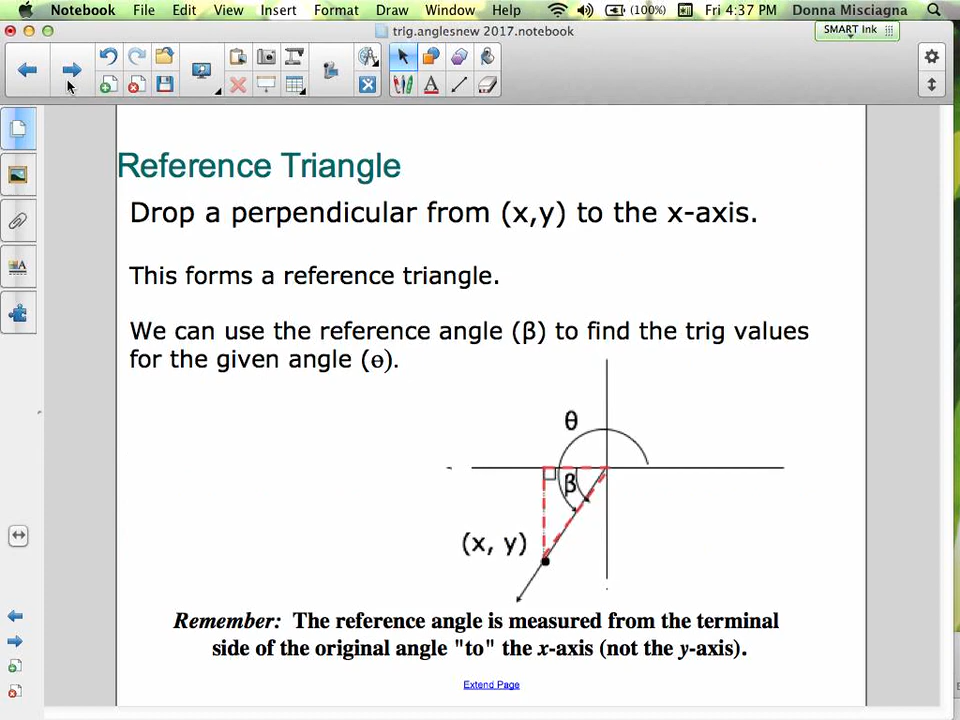 Notebook File Edit View Insert Format Draw Window Help (100%) Fri 4:37 PM Donna Misciagna
trig.anglesnew 2017.notebook
SMART Ink
Reference Triangle
Drop a perpendicular from (x,y) to the x-axis.
This forms a reference triangle.
We can use the reference angle (β) to find the trig values
for the given angle (ɵ).
θ
β
(x, y)
Remember: The reference angle is measured from the terminal
side of the original angle "to" the x-axis (not the y-axis).
Extend Page